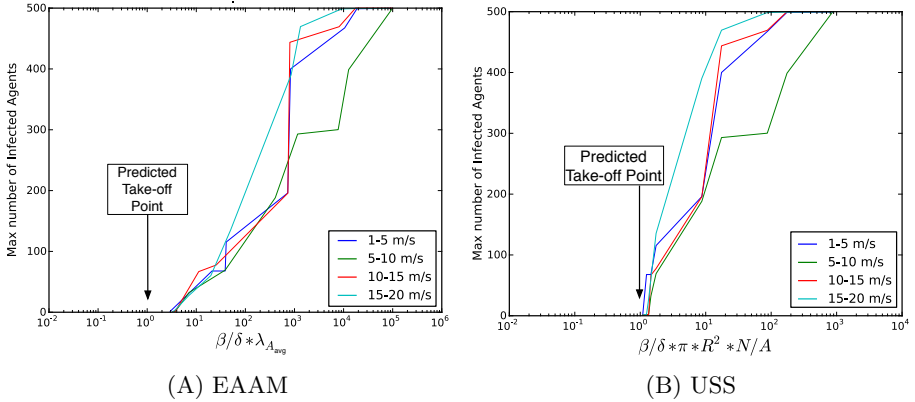 500
400
300
200
100
0
Max number of Infected Agents
Predicted
Take-off
Point
1-5 m/s
5-10 m/s
10-15 m/s
15-20 m/s
10^-2 10^-1 10^0 10^1 10^2 10^3 10^4 10^5 10^6
β/δ*λ_{A_{avg}}
(A) EAAM
500
400
300
200
100
0
Max number of Infected Agents
Predicted
Take-off Point
1-5 m/s
5-10 m/s
10-15 m/s
15-20 m/s
10^-2 10^-1 10^0 10^1 10^2 10^3 10^4
β/δ*π*R^2*N/A
(B) USS